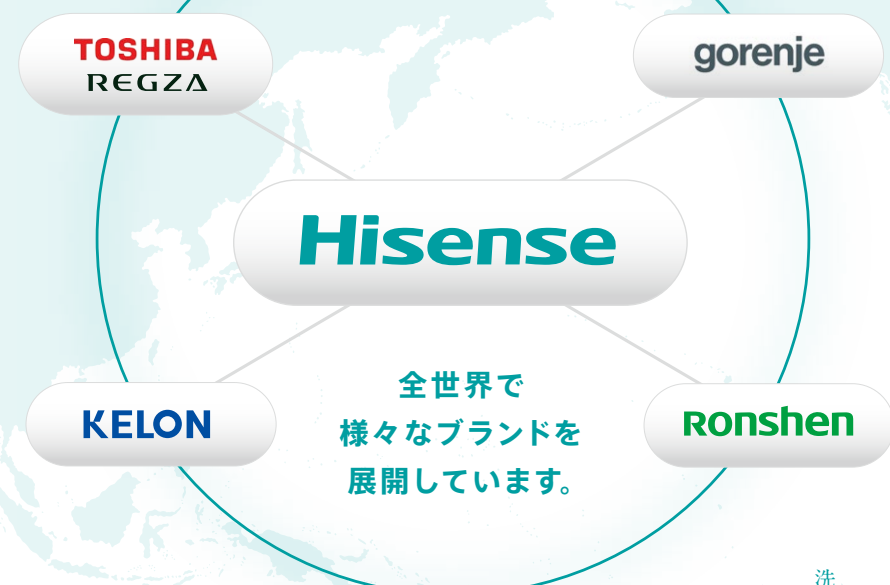 TOSHIBA
REGZA
gorenje
Hisense
KELON
Ronshen
全世界で
様々なブランドを
展開しています。
洗